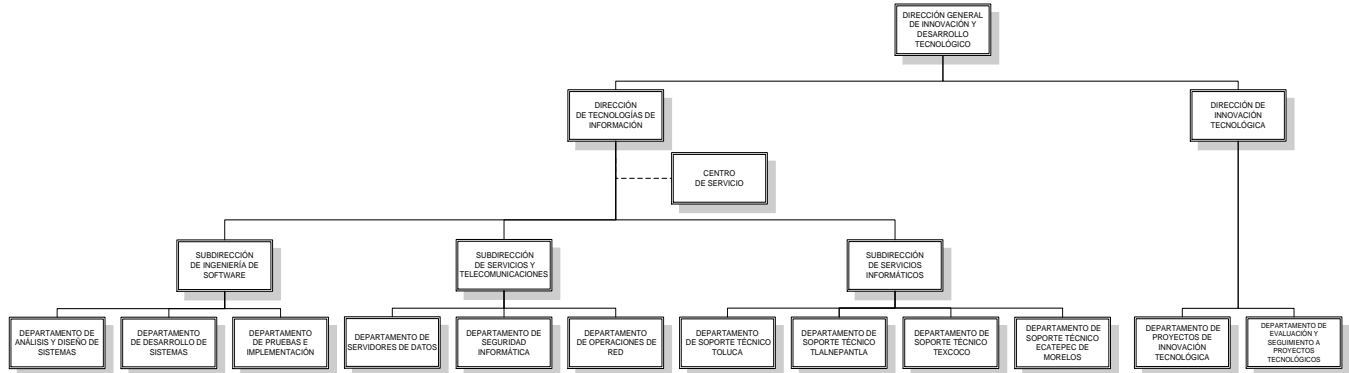 DIRECCIÓN GENERAL
DE INNOVACIÓN Y
DESARROLLO
TECNOLÓGICO
DIRECCIÓN
DE TECNOLOGÍAS DE
INFORMACIÓN
DIRECCIÓN DE
INNOVACIÓN
TECNOLÓGICA
CENTRO
DE SERVICIO
SUBDIRECCIÓN
DE INGENIERÍA DE
SOFTWARE
SUBDIRECCIÓN
DE SERVICIOS Y
TELECOMUNICACIONES
SUBDIRECCIÓN
DE SERVICIOS
INFORMÁTICOS
DEPARTAMENTO DE
ANÁLISIS Y DISEÑO DE
SISTEMAS
DEPARTAMENTO
DE DESARROLLO DE
SISTEMAS
DEPARTAMENTO
DE PRUEBAS E
IMPLEMENTACIÓN
DEPARTAMENTO DE
SERVIDORES DE DATOS
DEPARTAMENTO DE
SEGURIDAD
INFORMÁTICA
DEPARTAMENTO
DE OPERACIONES DE
RED
DEPARTAMENTO
DE SOPORTE TÉCNICO
TOLUCA
DEPARTAMENTO DE
SOPORTE TÉCNICO
TLALNEPANTLA
DEPARTAMENTO DE
SOPORTE TÉCNICO
TEXCOCO
DEPARTAMENTO DE
SOPORTE TÉCNICO
ECATEPEC DE
MORELOS
DEPARTAMENTO DE
PROYECTOS DE
INNOVACIÓN
TECNOLÓGICA
DEPARTAMENTO DE
EVALUACIÓN Y
SEGUIMIENTO A
PROYECTOS
TECNOLÓGICOS